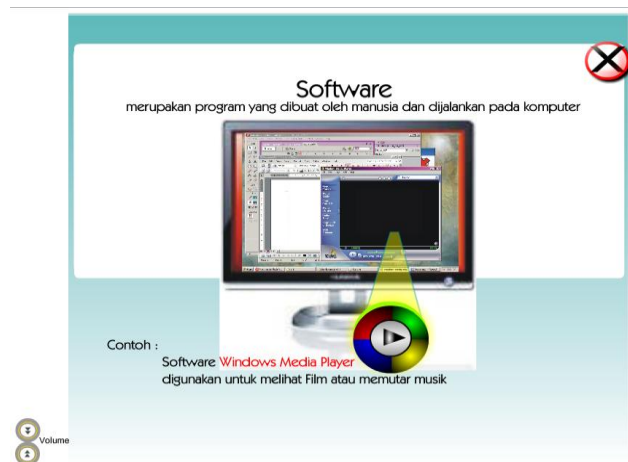 Software
merupakan program yang dibuat oleh manusia dan dijalankan pada komputer
Contoh :
Software Windows Media Player
digunakan untuk melihat Film atau memutar musik
Volume